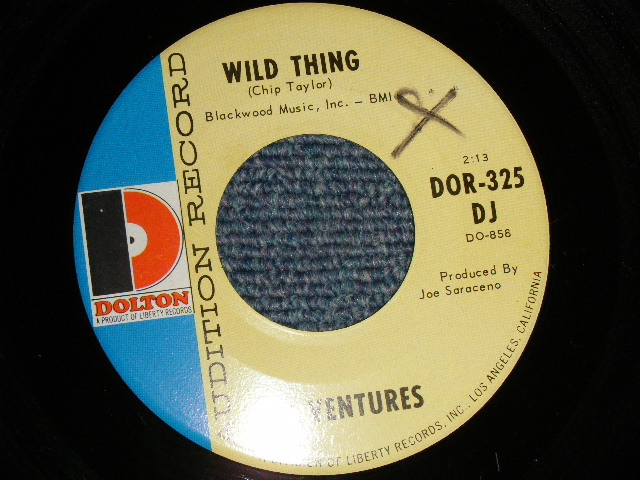 WILD THING
(Chip Taylor)
Blackwood Music, Inc. – BMI
2:13
DOR-325
DJ
DO-858
Produced By
Joe Saraceno
AUDITION RECORD
DOLTON
A PRODUCT OF LIBERTY RECORDS
VENTURES
OF LIBERTY RECORDS, INC., LOS ANGELES, CALIFORNIA